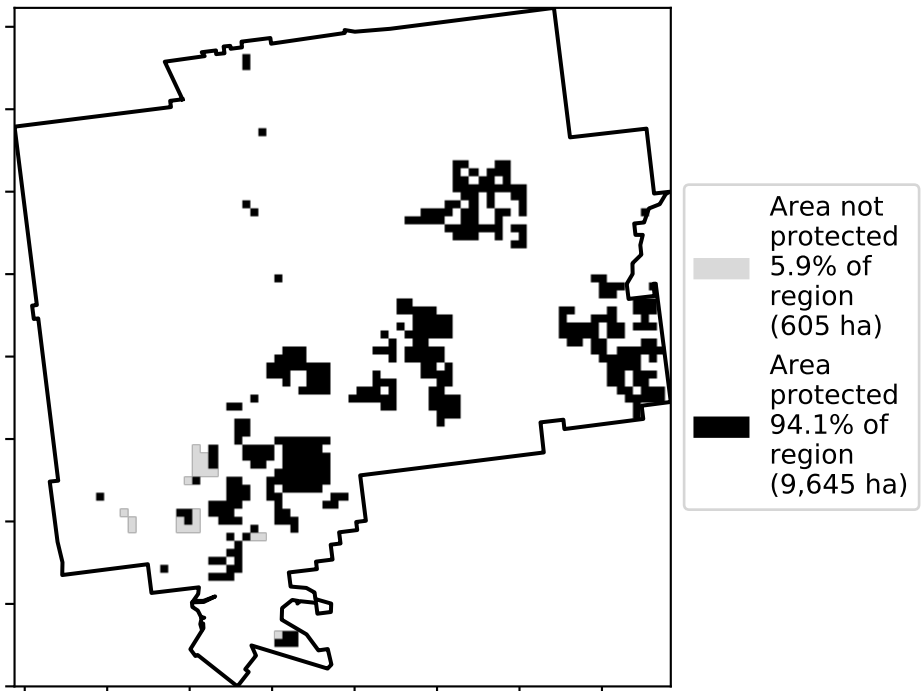 Area not
protected
5.9% of
region
(605 ha)
Area
protected
94.1% of
region
(9,645 ha)